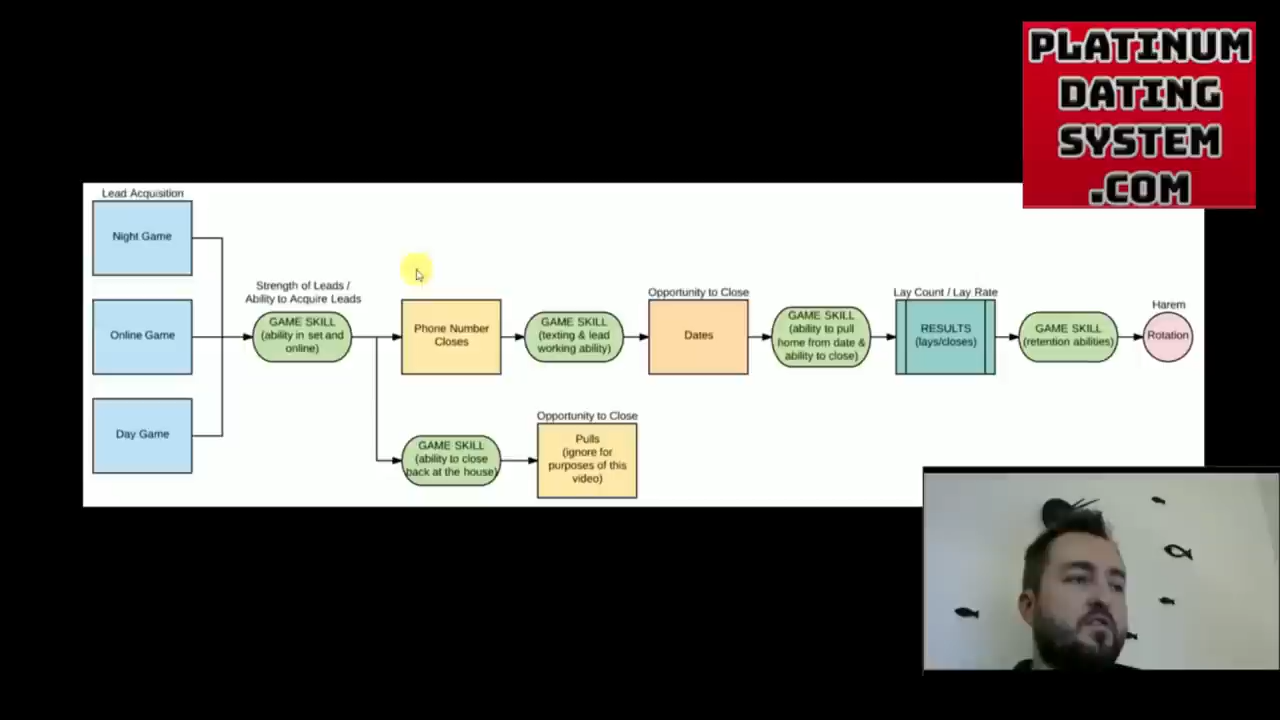 PLATINUM
DATING
SYSTEM
.COM
Lead Acquisition
Night Game
Online Game
Day Game
Strength of Leads /
Ability to Acquire Leads
GAME SKILL
(ability in set and
online)
Phone Number
Closes
GAME SKILL
(texting & lead
working ability)
Opportunity to Close
Dates
GAME SKILL
(ability to pull
home from date &
ability to close)
Lay Count / Lay Rate
RESULTS
(lays/closes)
GAME SKILL
(retention abilities)
Harem
Rotation
GAME SKILL
(ability to close
back at the house)
Opportunity to Close
Pulls
(ignore for
purposes of this
video)